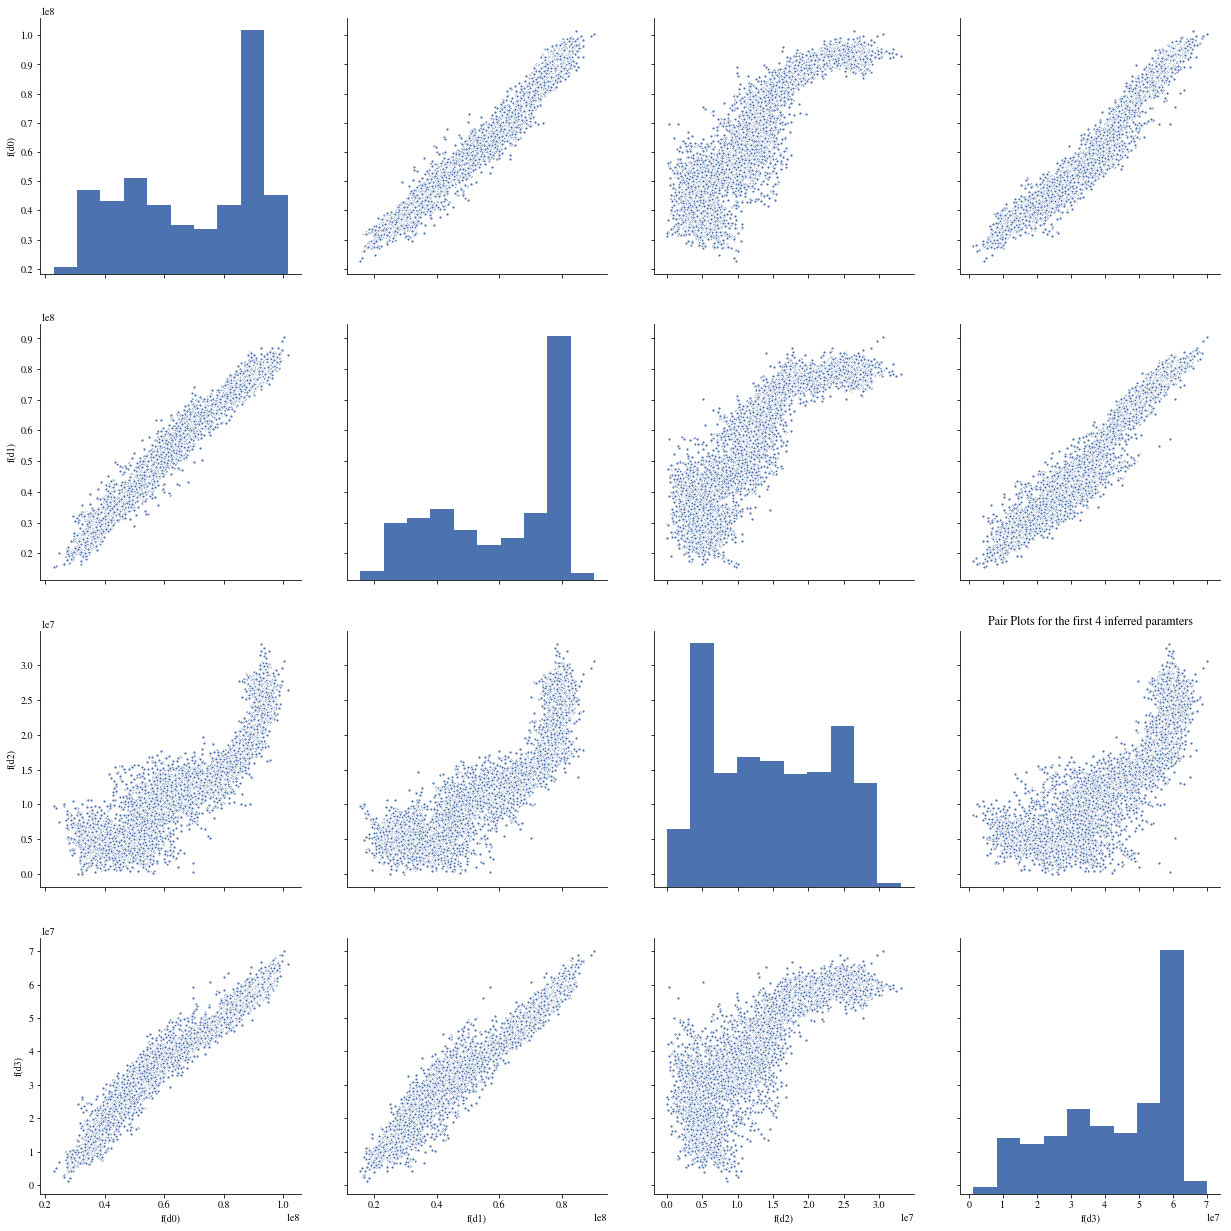 1e8
1.0
0.9
0.8
0.7
0.6
0.5
0.4
0.3
0.2
f(d0)
1e8
0.9
0.8
0.7
0.6
0.5
0.4
0.3
0.2
f(d1)
1e7
Pair Plots for the first 4 inferred paramters
3.0
2.5
2.0
1.5
1.0
0.5
0.0
f(d2)
1e7
7
6
5
4
3
2
1
0
f(d3)
0.2 0.4 0.6 0.8 1.0
f(d0)
1e8
0.2 0.4 0.6 0.8
f(d1)
1e8
0.0 0.5 1.0 1.5 2.0 2.5 3.0
f(d2)
1e7
0 1 2 3 4 5 6 7
f(d3)
1e7